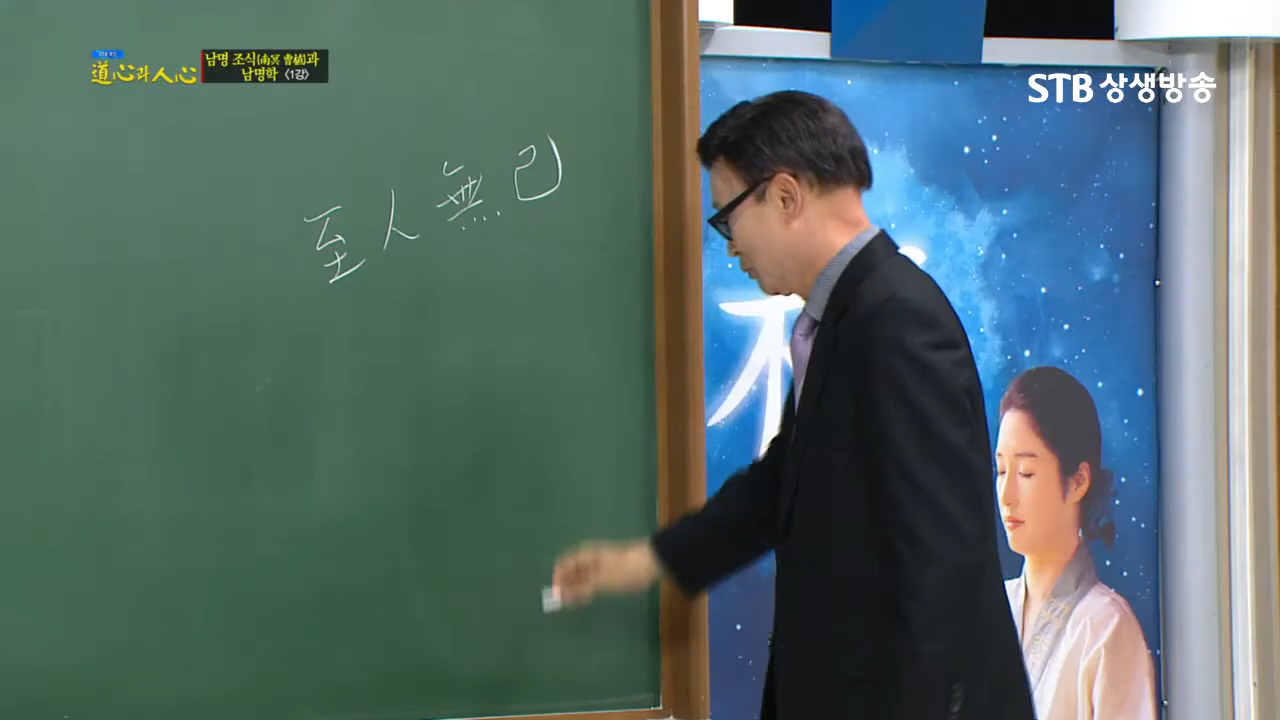 道心과 人心
남명 조식(南冥 曺植)과
남명학 〈1강〉
STB 상생방송
至人無己